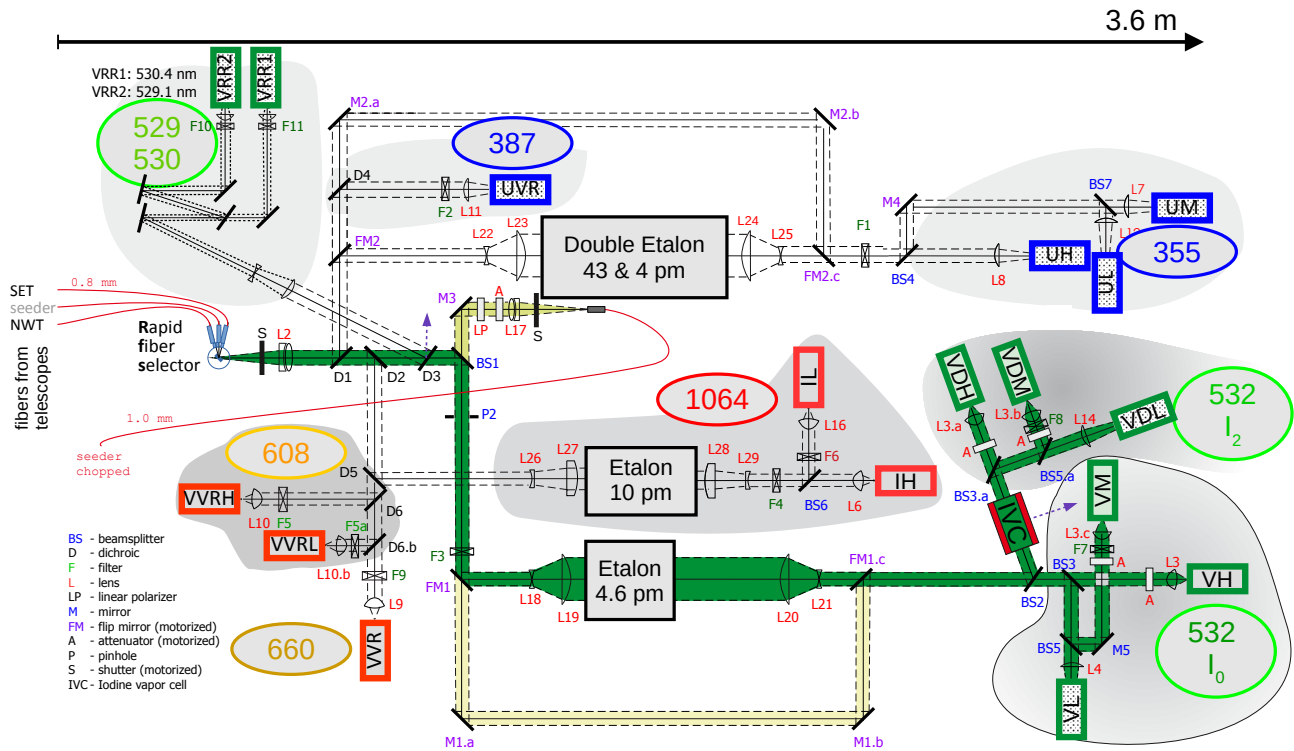 3.6 m
VRR1: 530.4 nm
VRR2: 529.1 nm
VRR2
VRR1
F10
F11
529
530
M2.a
M2.b
387
D4
F2
L11
UVR
FM2
L22
L23
Double Etalon
43 & 4 pm
L24
L25
FM2.c
F1
M4
BS4
BS7
L7
UM
L8
UH
UL
355
SET
seeder
NWT
0.8 mm
fibers from
telescopes
Rapid
fiber
selector
S
L2
D1
D2
D3
M3
LP
A
L17
S
BS1
P2
1.0 mm
seeder
chopped
1064
IL
L16
F6
L26
L27
Etalon
10 pm
L28
L29
F4
BS6
L6
IH
608
D5
VVRH
L10
F5
D6
VVRL
L10.b
F5a
D6.b
F9
L9
VVR
660
F3
FM1
L18
L19
Etalon
4.6 pm
L20
L21
FM1.c
M1.a
M1.b
VDH
VDM
VDL
L3.a
L3.b
F8
L14
A
A
BS3.a
BS5.a
532
I2
IVC
VM
L3.c
F7
A
BS2
BS3
A
L3
VH
BS5
M5
L4
VL
532
I0
BS - beamsplitter
D - dichroic
F - filter
L - lens
LP - linear polarizer
M - mirror
FM - flip mirror (motorized)
A - attenuator (motorized)
P - pinhole
S - shutter (motorized)
IVC - Iodine vapor cell